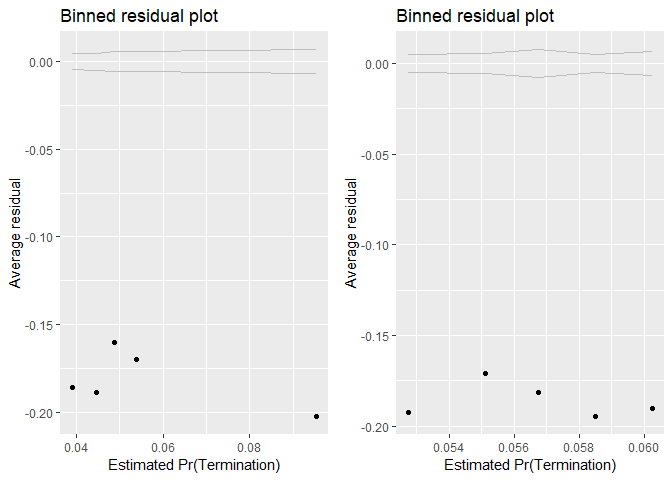 Binned residual plot
0.00
-0.05
-0.10
-0.15
-0.20
Average residual
0.04
0.06
0.08
Estimated Pr(Termination)
Binned residual plot
0.00
-0.05
-0.10
-0.15
-0.20
Average residual
0.054
0.056
0.058
0.060
Estimated Pr(Termination)